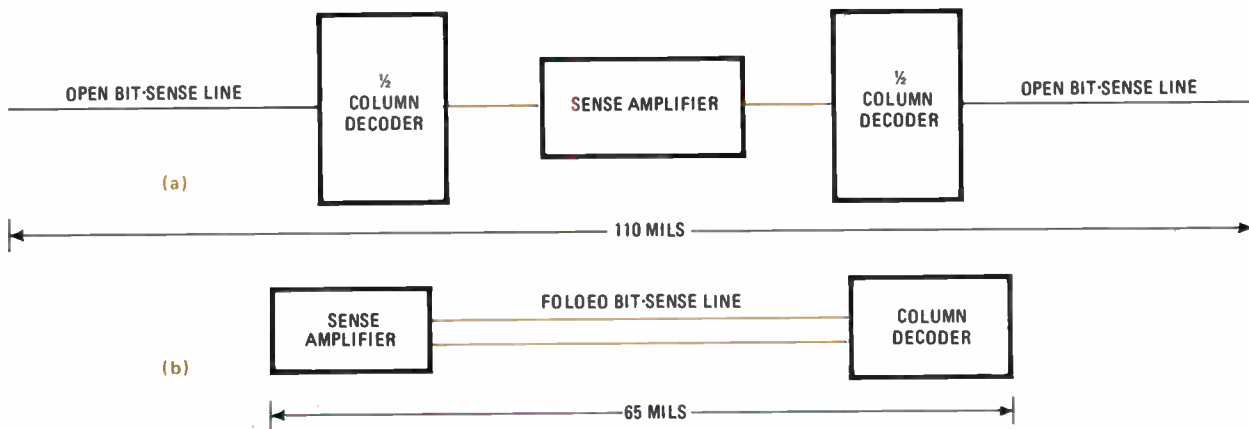 OPEN BIT-SENSE LINE
½
COLUMN
DECODER
SENSE AMPLIFIER
½
COLUMN
DECODER
OPEN BIT-SENSE LINE
(a)
110 MILS
SENSE
AMPLIFIER
FOLOEO BIT-SENSE LINE
COLUMN
DECODER
(b)
65 MILS